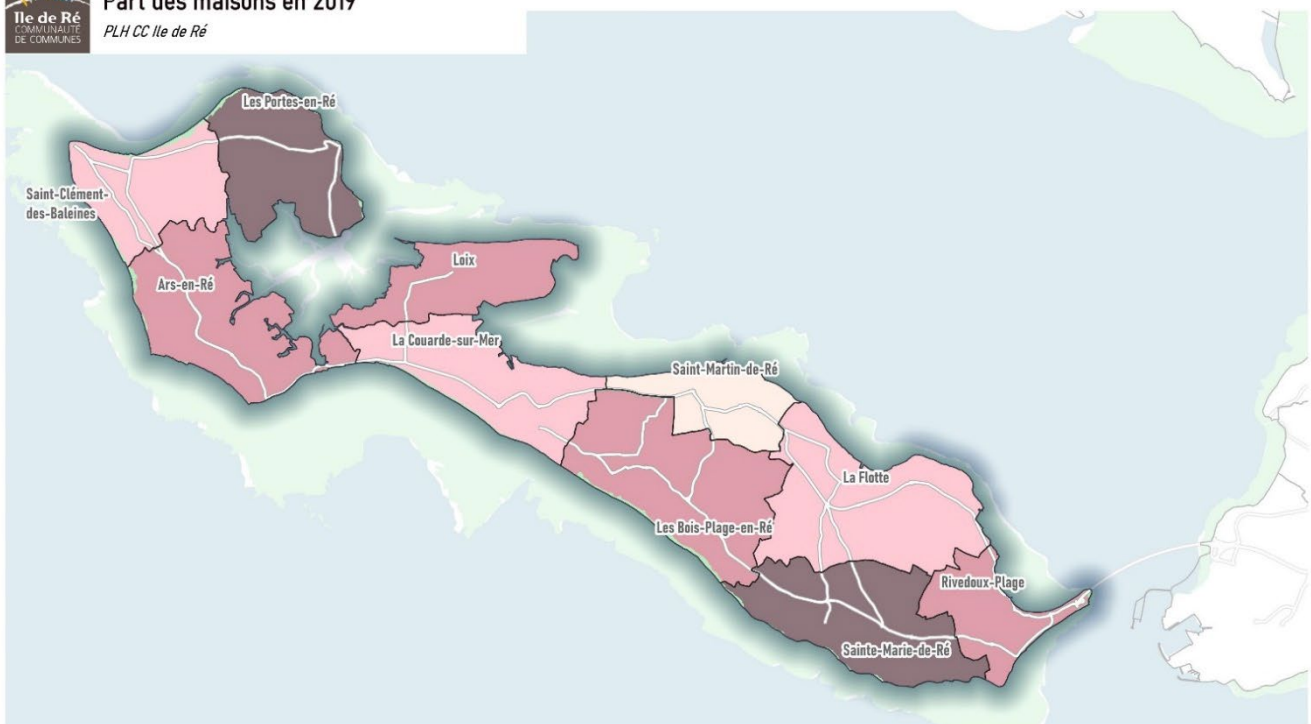 Part des maisons en 2019
PLH CC Ile de Ré
Ile de Ré
COMMUNAUTÉ
DE COMMUNES
Les Portes-en-Ré
Saint-Clément-
des-Baleines
Ars-en-Ré
Loix
La Couarde-sur-Mer
Saint-Martin-de-Ré
La Flotte
Les Bois-Plage-en-Ré
Rivedoux-Plage
Sainte-Marie-de-Ré